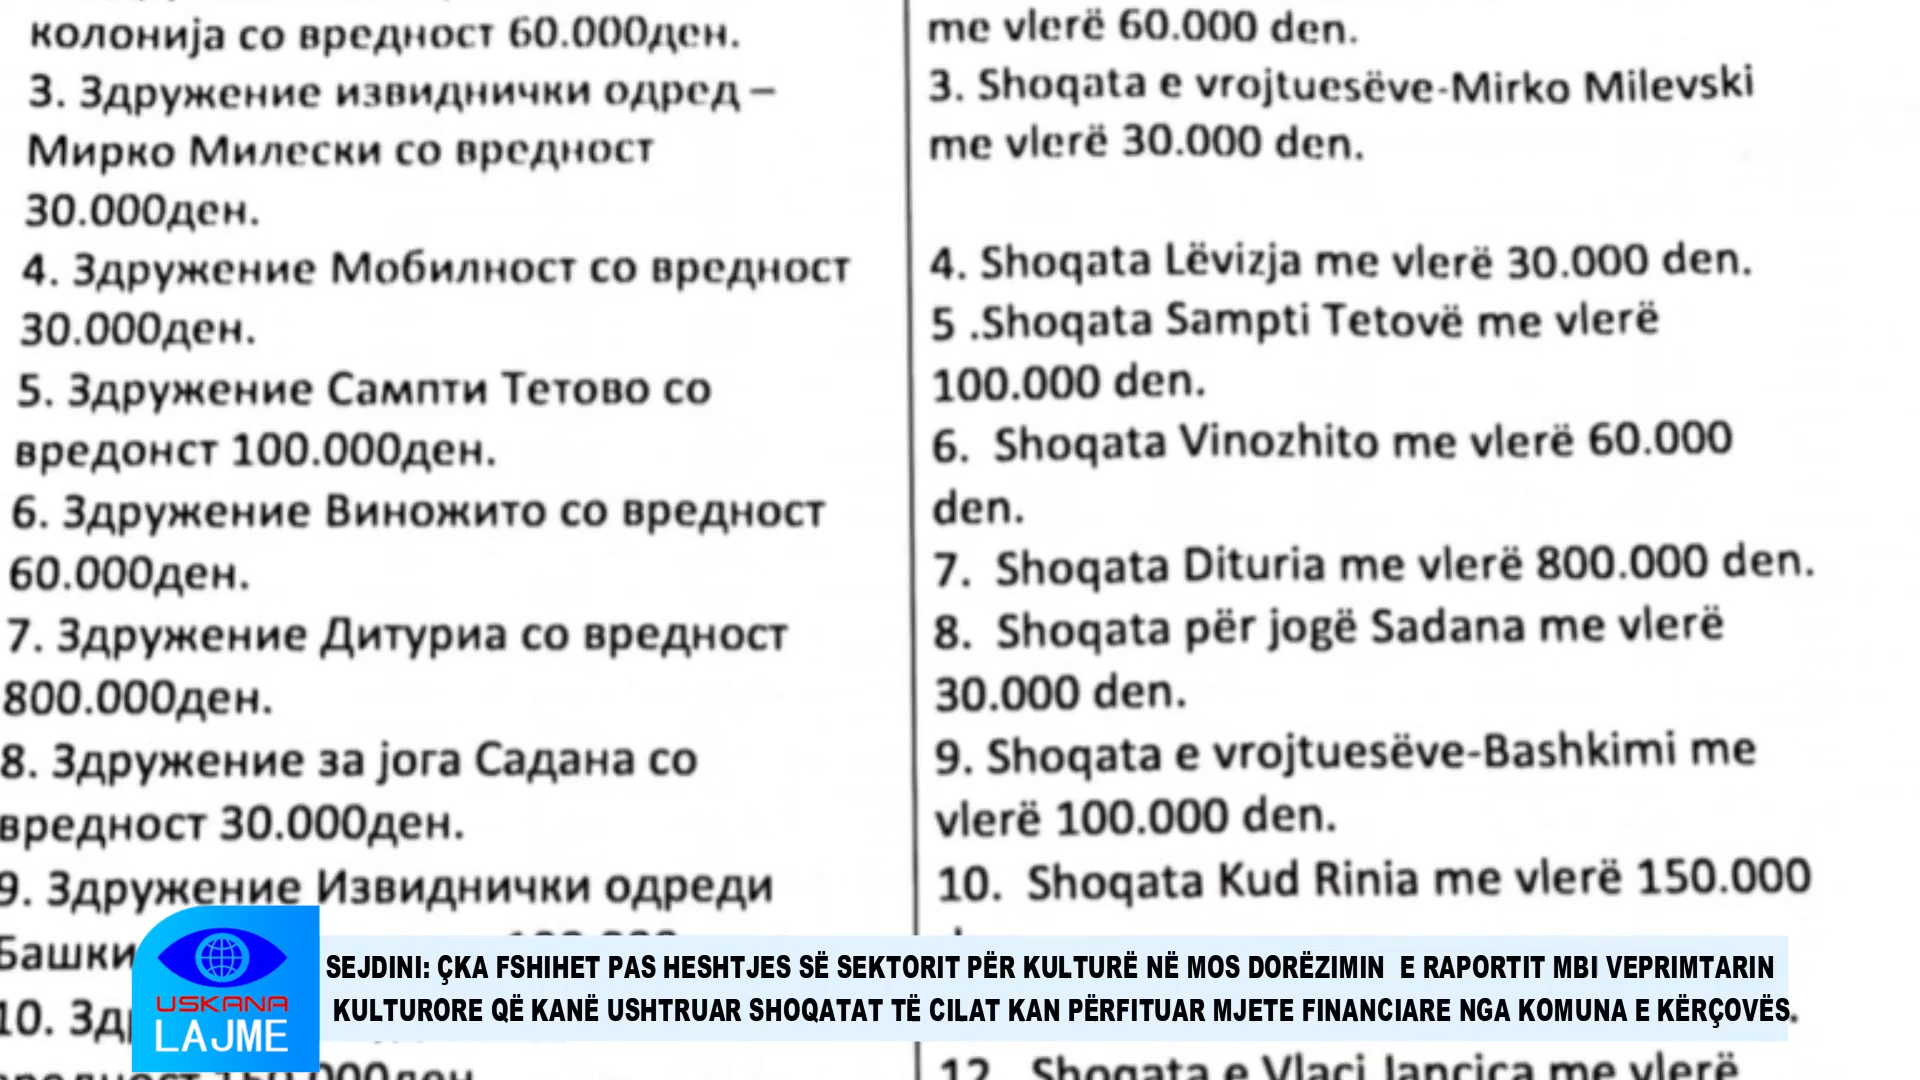 колонија со вредност 60.000ден.
3. Здружение извиднички одред –
Мирко Милески со вредност
30.000ден.
4. Здружение Мобилност со вредност
30.000ден.
5. Здружение Сампти Тетово со
вредонст 100.000ден.
6. Здружение Виножито со вредност
60.000ден.
7. Здружение Дитуриа со вредност
800.000ден.
8. Здружение за јога Садана со
вредност 30.000ден.
9. Здружение Извиднички одреди
10.
me vlerë 60.000 den.
3. Shoqata e vrojtuesëve-Mirko Milevski
me vlerë 30.000 den.
4. Shoqata Lëvizja me vlerë 30.000 den.
5 .Shoqata Sampti Tetovë me vlerë
100.000 den.
6. Shoqata Vinozhito me vlerë 60.000
den.
7. Shoqata Dituria me vlerë 800.000 den.
8. Shoqata për jogë Sadana me vlerë
30.000 den.
9. Shoqata e vrojtuesëve-Bashkimi me
vlerë 100.000 den.
10. Shoqata Kud Rinia me vlerë 150.000
12. Shoqata e Vlaci Jancica me vlerë
USKANA
LAJME
SEJDINI: ÇKA FSHIHET PAS HESHTJES SË SEKTORIT PËR KULTURË NË MOS DORËZIMIN E RAPORTIT MBI VEPRIMTARIN
KULTURORE QË KANË USHTRUAR SHOQATAT TË CILAT KAN PËRFITUAR MJETE FINANCIARE NGA KOMUNA E KËRÇOVËS.